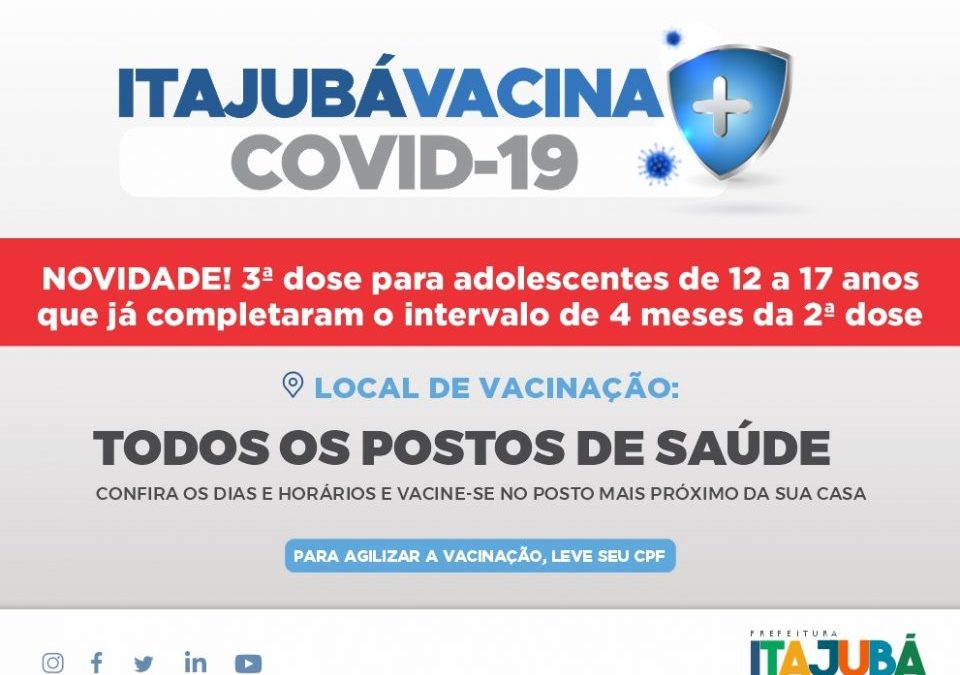 ITAJUBÁVACINA
COVID-19
NOVIDADE! 3ª dose para adolescentes de 12 a 17 anos
que já completaram o intervalo de 4 meses da 2ª dose
LOCAL DE VACINAÇÃO:
TODOS OS POSTOS DE SAÚDE
CONFIRA OS DIAS E HORÁRIOS E VACINE-SE NO POSTO MAIS PRÓXIMO DA SUA CASA
PARA AGILIZAR A VACINAÇÃO, LEVE SEU CPF
PREFEITURA
ITAJUBÁ